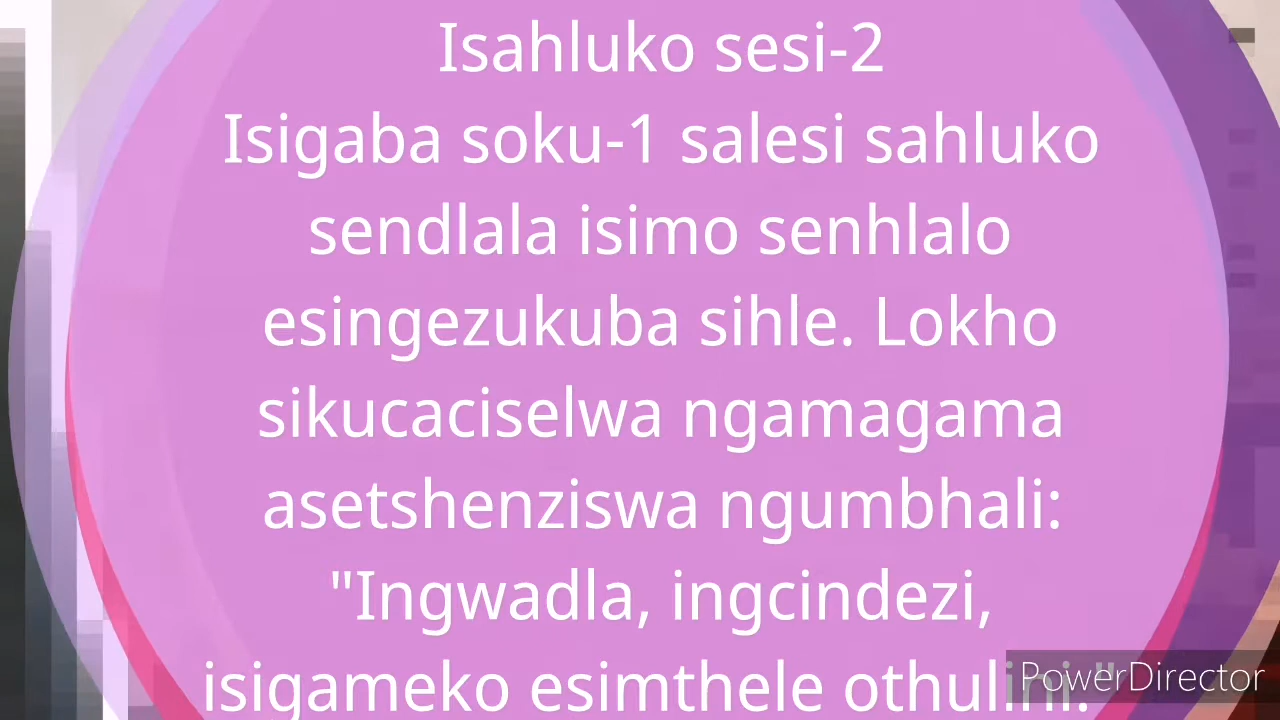 Isahluko sesi-2
Isigaba soku-1 salesi sahluko
sendlala isimo senhlalo
esingezukuba sihle. Lokho
sikucaciselwa ngamagama
asetshenziswa ngumbhali:
"Ingwadla, ingcindezi,
isigameko esimthele othulini."
PowerDirector